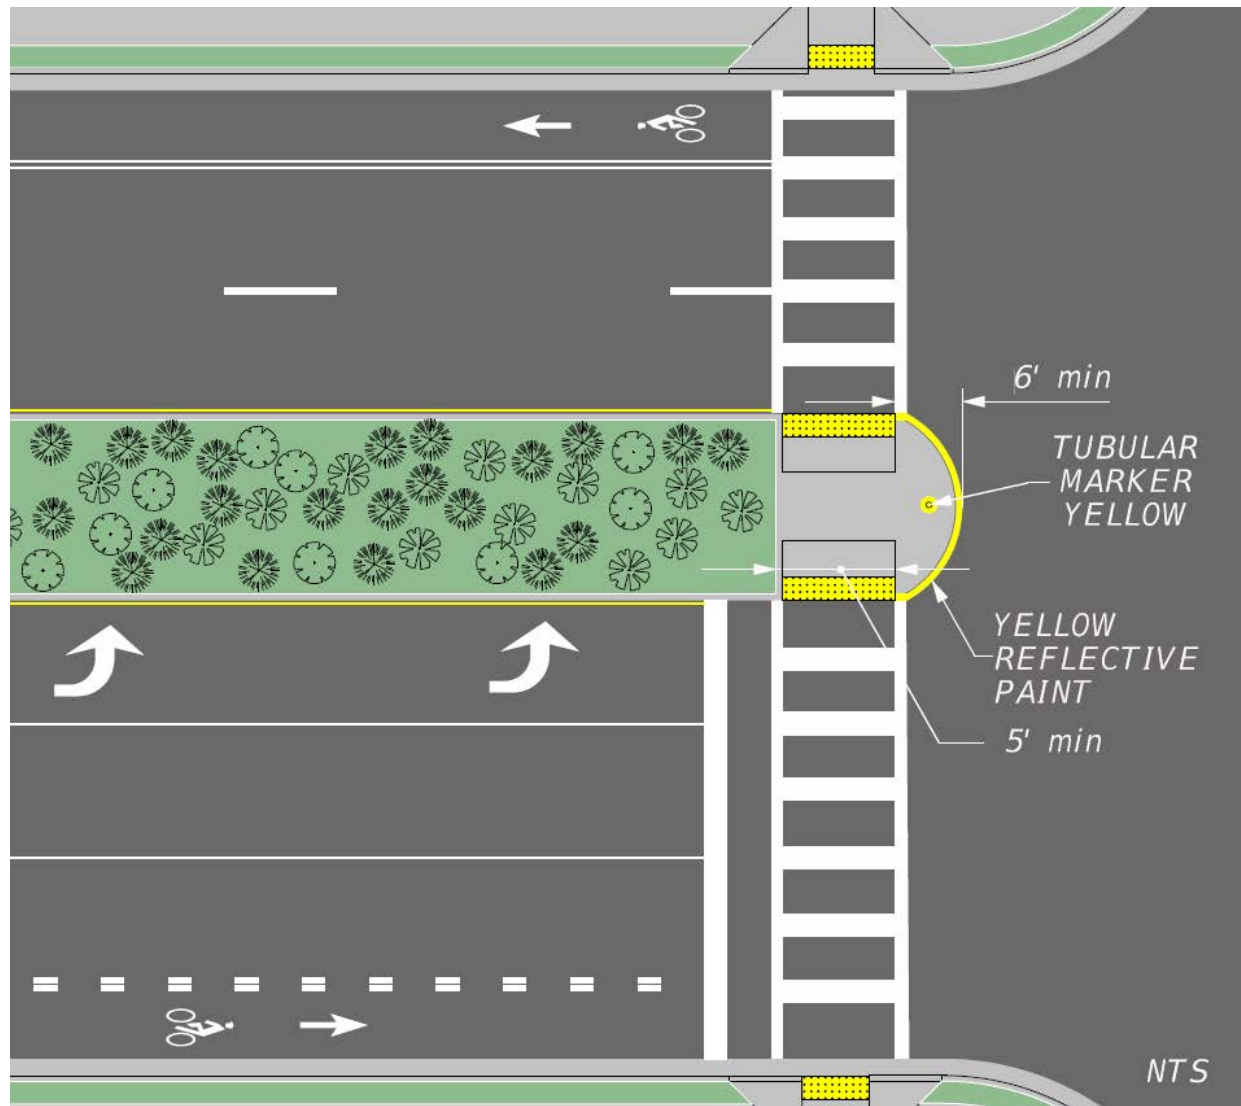 6' min
TUBULAR
MARKER
YELLOW
YELLOW
REFLECTIVE
PAINT
5' min
NTS